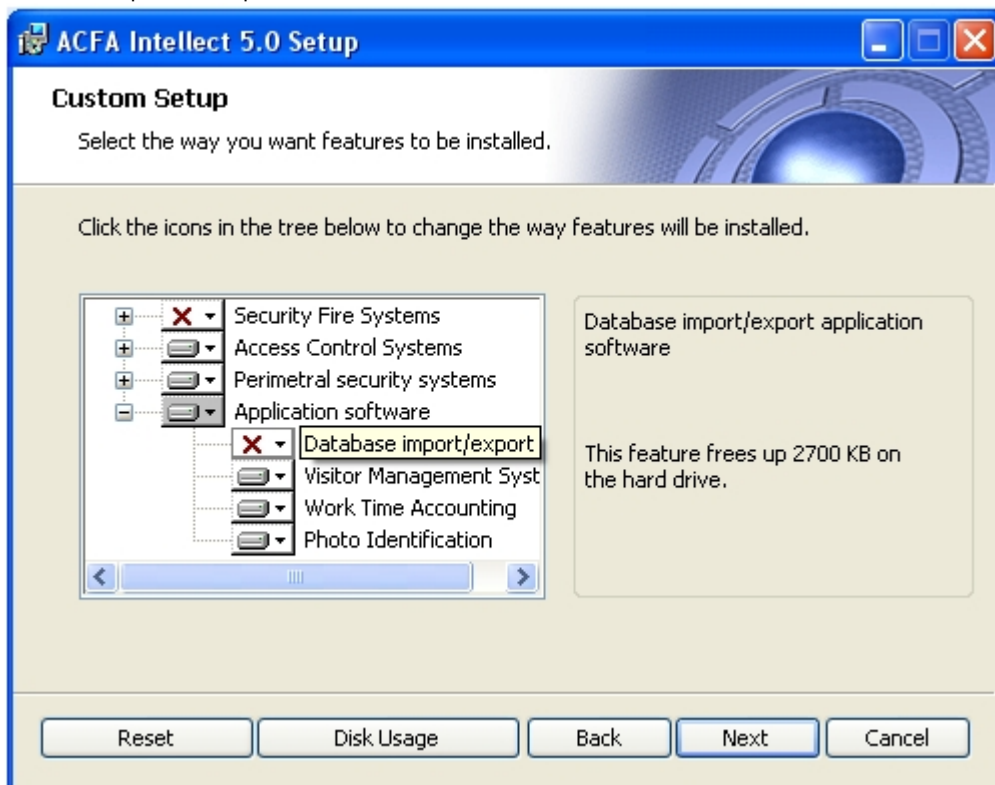 ACFA Intellect 5.0 Setup
Custom Setup
Select the way you want features to be installed.
Click the icons in the tree below to change the way features will be installed.
Security Fire Systems
Access Control Systems
Perimetral security systems
Application software
Database import/export
Visitor Management Syst
Work Time Accounting
Photo Identification
Database import/export application
software
This feature frees up 2700 KB on
the hard drive.
Reset
Disk Usage
Back
Next
Cancel